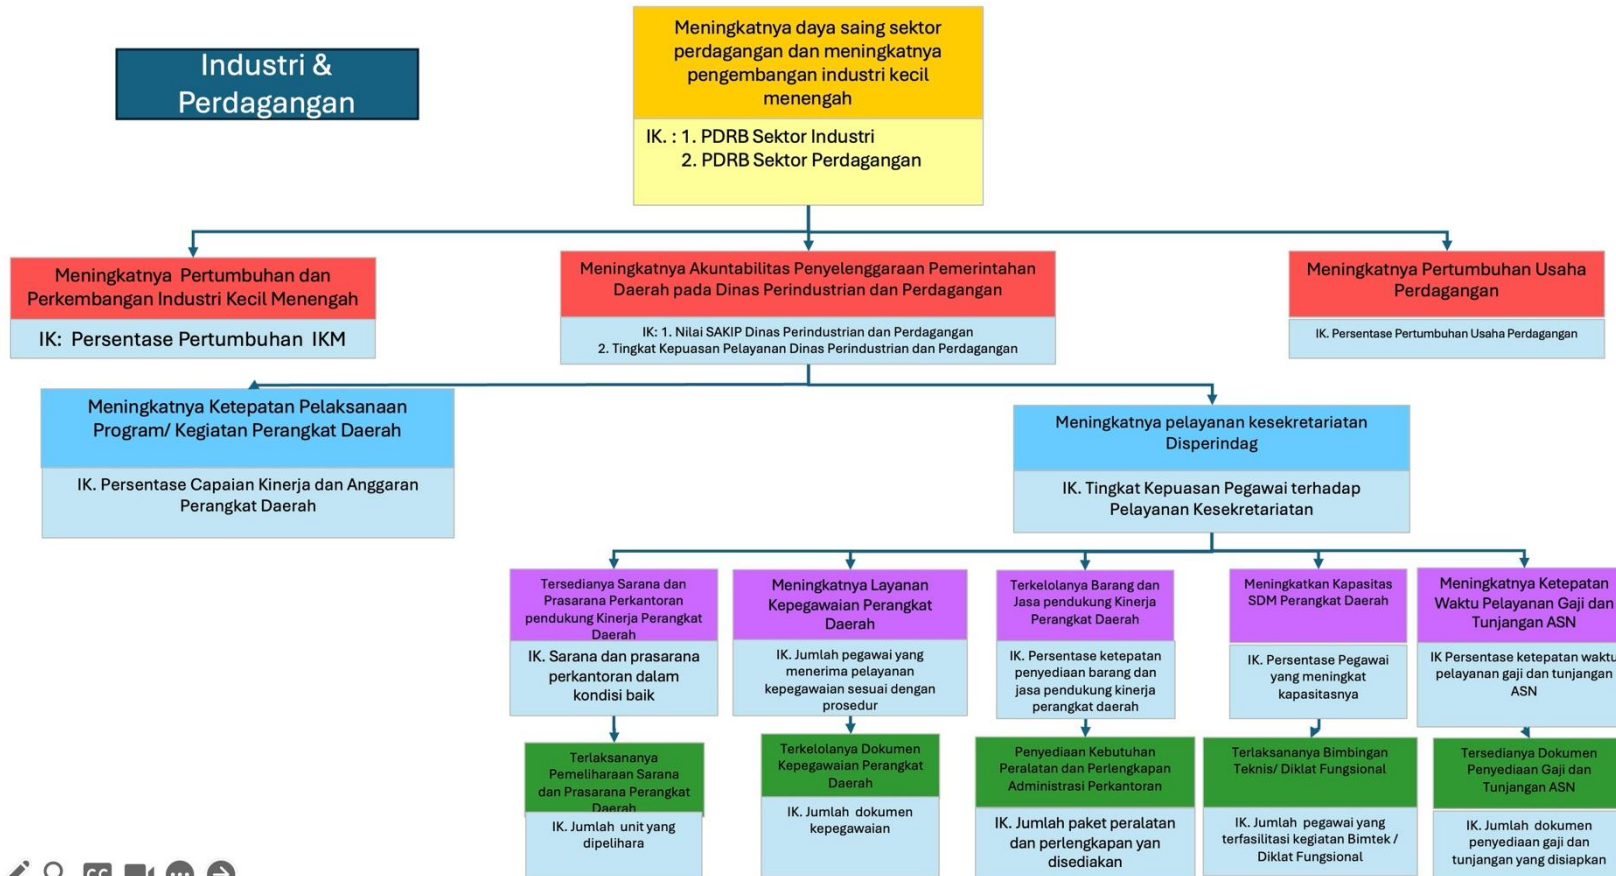 Industri &
Perdagangan
Meningkatnya daya saing sektor
perdagangan dan meningkatnya
pengembangan industri kecil
menengah
IK. : 1. PDRB Sektor Industri
2. PDRB Sektor Perdagangan
Meningkatnya Pertumbuhan dan
Perkembangan Industri Kecil Menengah
IK: Persentase Pertumbuhan IKM
Meningkatnya Akuntabilitas Penyelenggaraan Pemerintahan
Daerah pada Dinas Perindustrian dan Perdagangan
IK: 1. Nilai SAKIP Dinas Perindustrian dan Perdagangan
2. Tingkat Kepuasan Pelayanan Dinas Perindustrian dan Perdagangan
Meningkatnya Pertumbuhan Usaha
Perdagangan
IK. Persentase Pertumbuhan Usaha Perdagangan
Meningkatnya Ketepatan Pelaksanaan
Program/ Kegiatan Perangkat Daerah
IK. Persentase Capaian Kinerja dan Anggaran
Perangkat Daerah
Meningkatnya pelayanan kesekretariatan
Disperindag
IK. Tingkat Kepuasan Pegawai terhadap
Pelayanan Kesekretariatan
Tersedianya Sarana dan
Prasarana Perkantoran
pendukung Kinerja Perangkat
Daerah
IK. Sarana dan prasarana
perkantoran dalam
kondisi baik
Meningkatnya Layanan
Kepegawaian Perangkat
Daerah
IK. Jumlah pegawai yang
menerima pelayanan
kepegawaian sesuai dengan
prosedur
Terkelolanya Barang dan
Jasa pendukung Kinerja
Perangkat Daerah
IK. Persentase ketepatan
penyediaan barang dan
jasa pendukung kinerja
perangkat daerah
Meningkatkan Kapasitas
SDM Perangkat Daerah
IK. Persentase Pegawai
yang meningkat
kapasitasnya
Meningkatnya Ketepatan
Waktu Pelayanan Gaji dan
Tunjangan ASN
IK Persentase ketepatan waktu
pelayanan gaji dan tunjangan
ASN
Terlaksananya
Pemeliharaan Sarana
dan Prasarana Perangkat
Daerah
IK. Jumlah unit yang
dipelihara
Terkelolanya Dokumen
Kepegawaian Perangkat
Daerah
IK. Jumlah dokumen
kepegawaian
Penyediaan Kebutuhan
Peralatan dan Perlengkapan
Administrasi Perkantoran
IK. Jumlah paket peralatan
dan perlengkapan yan
disediakan
Terlaksananya Bimbingan
Teknis/ Diklat Fungsional
IK. Jumlah pegawai yang
terfasilitasi kegiatan Bimtek /
Diklat Fungsional
Tersedianya Dokumen
Penyediaan Gaji dan
Tunjangan ASN
IK. Jumlah dokumen
penyediaan gaji dan
tunjangan yang disiapkan
CC